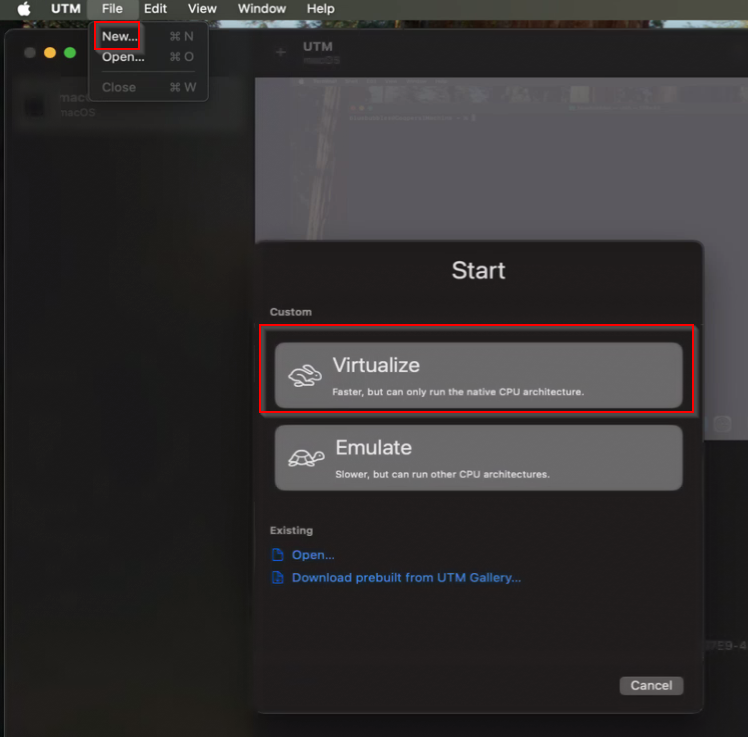 UTM File Edit View Window Help
New... ⌘ N
Open... ⌘ O
Close ⌘ W
UTM
macOS
macOS
Start
Custom
Virtualize
Faster, but can only run the native CPU architecture.
Emulate
Slower, but can run other CPU architectures.
Existing
Open...
Download prebuilt from UTM Gallery...
Cancel